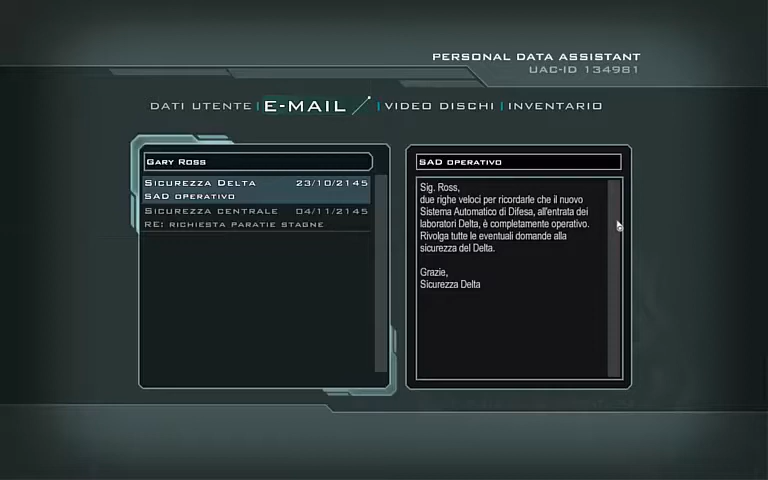 PERSONAL DATA ASSISTANT
UAC-ID 134981
DATI UTENTE E-MAIL VIDEO DISCHI INVENTARIO
GARY ROSS
SICUREZZA DELTA 23/10/2145
SAD OPERATIVO
SICUREZZA CENTRALE 04/11/2145
RE: RICHIESTA PARATIE STAGNE
SAD OPERATIVO
Sig. Ross,
due righe veloci per ricordarle che il nuovo
Sistema Automatico di Difesa, all'entrata dei
laboratori Delta, è completamente operativo.
Rivolga tutte le eventuali domande alla
sicurezza del Delta.
Grazie,
Sicurezza Delta